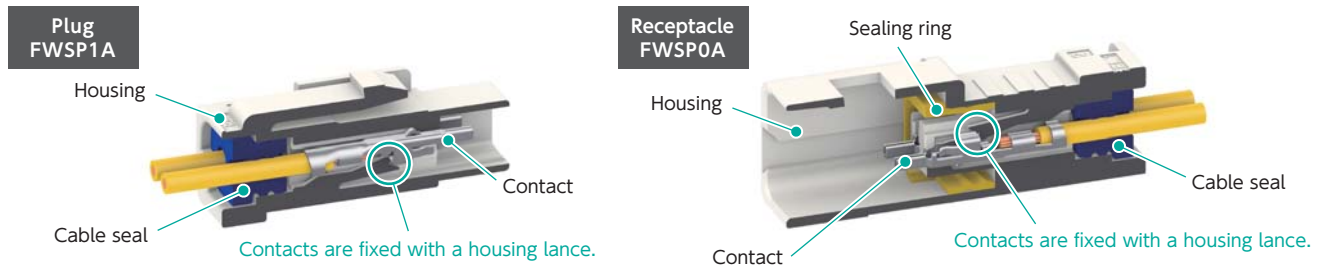 Plug
FWSP1A
Housing
Cable seal
Contact
Contacts are fixed with a housing lance.
Receptacle
FWSP0A
Sealing ring
Housing
Contact
Cable seal
Contacts are fixed with a housing lance.